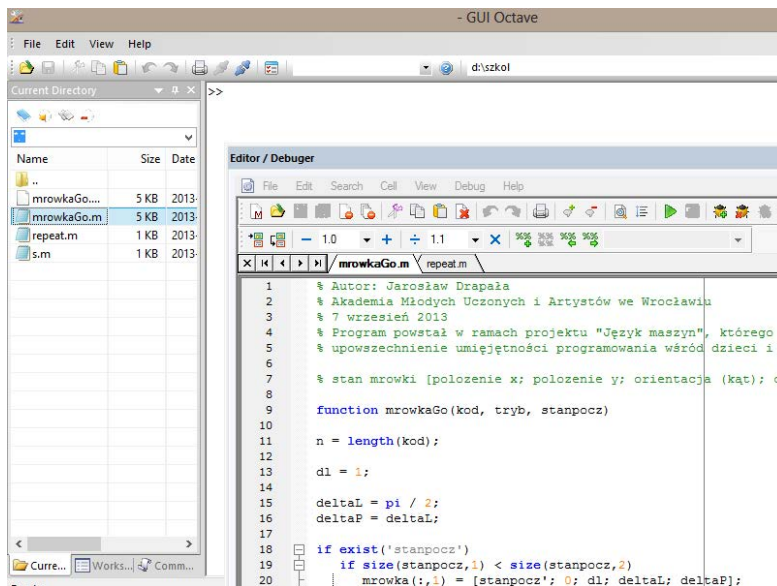 - GUI Octave
File Edit View Help
d:\szkol
Current Directory
>>
Name Size Date
..
mrowkaGo.... 5 KB 2013-
mrowkaGo.m 5 KB 2013-
repeat.m 1 KB 2013-
s.m 1 KB 2013-
Curre... Works... Comm...
Editor / Debuger
File Edit Search Cell View Debug Help
1.0 1.1
mrowkaGo.m repeat.m
1 % Autor: Jarosław Drapała
2 % Akademia Młodych Uczonych i Artystów we Wrocławiu
3 % 7 wrzesień 2013
4 % Program powstał w ramach projektu "Język maszyn", którego
5 % upowszechnienie umięjętności programowania wśród dzieci i
6
7 % stan mrowki [polozenie x; polozenie y; orientacja (kąt);
8
9 function mrowkaGo(kod, tryb, stanpocz)
10
11 n = length(kod);
12
13 dl = 1;
14
15 deltaL = pi / 2;
16 deltaP = deltaL;
17
18 if exist('stanpocz')
19 if size(stanpocz,1) < size(stanpocz,2)
20 mrowka(:,1) = [stanpocz'; 0; dl; deltaL; deltaP];